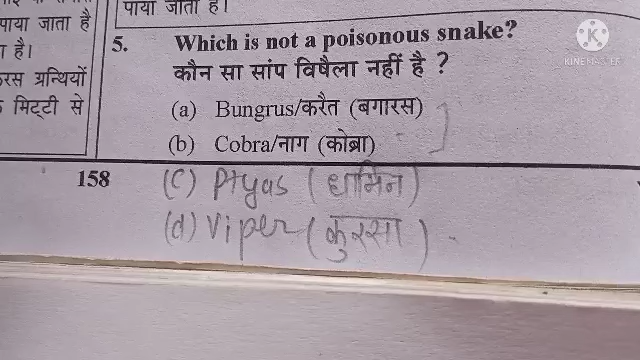 पाया जाता है।
पाया जाता है
ा है।
रस ग्रन्थियों
मिट्टी से
5. Which is not a poisonous snake?
कौन सा सांप विषैला नहीं है ?
(a) Bungrus/करैत (बगारस)
(b) Cobra/नाग (कोब्रा)
158
(c) Ptyas (धामिन)
(d) Viper (कुरसा)
KINEMASTER